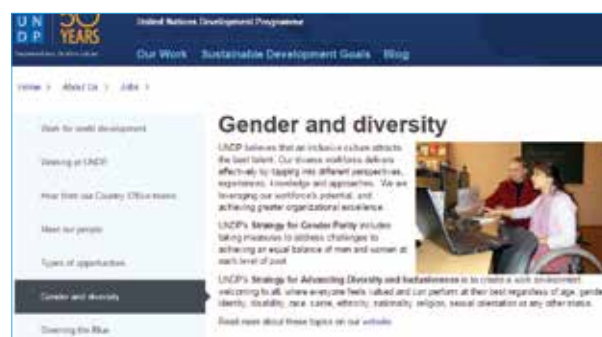 UN
DP
50
YEARS
United Nations Development Programme
Our Work Sustainable Development Goals Blog
Home > About Us > Jobs >
Work for world development
Working at UNDP
Hear from our Country Office teams
Meet our people
Types of opportunities
Gender and diversity
Downing the Blue
Gender and diversity
UNDP believes that an inclusive culture attracts
the best talent. Our diverse workforce delivers
effectively by tapping into different perspectives,
experiences, knowledge and approaches. We are
leveraging our workforce's potential, and
achieving greater organizational excellence.
UNDP's Strategy for Gender Parity includes
taking measures to address challenges to
achieving an equal balance of men and women at
each level of post.
UNDP's Strategy for Advancing Diversity and Inclusiveness is to create a work environment
welcoming to all, where everyone feels valued and can perform at their best regardless of age, gender
identity, disability, race, caste, ethnicity, nationality, religion, sexual orientation or any other status.
Read more about these topics on our website.